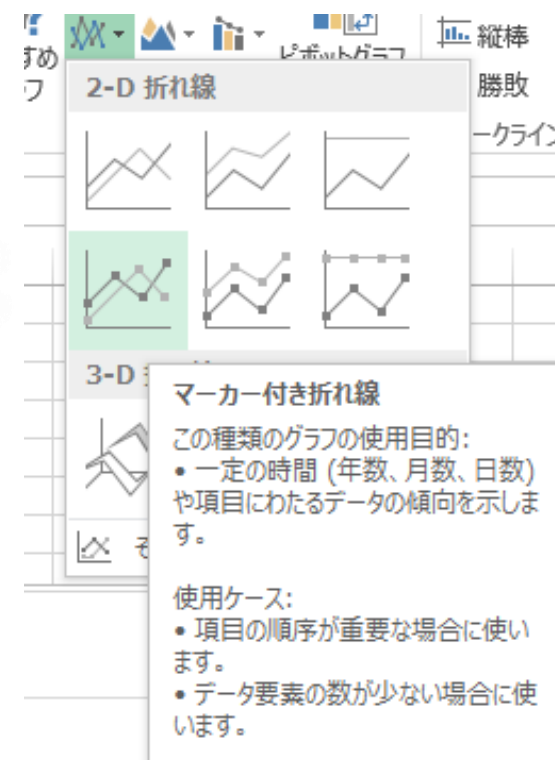 すめ
フ
ピボットグラフ
縦棒
勝敗
ークライン
2-D 折れ線
3-D
マーカー付き折れ線
この種類のグラフの使用目的:
• 一定の時間 (年数、月数、日数)
や項目にわたるデータの傾向を示しま
す。
そ
使用ケース:
• 項目の順序が重要な場合に使い
ます。
• データ要素の数が少ない場合に使
います。